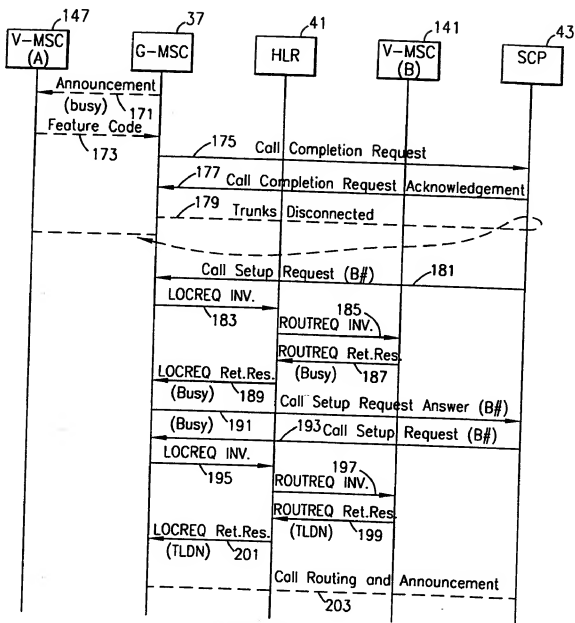 147
37
41
141
43
V-MSC
(A)
G-MSC
HLR
V-MSC
(B)
SCP
Announcement
(busy) 171
Feature Code
173
175 Call Completion Request
177 Call Completion Request Acknowledgement
179 Trunks Disconnected
Call Setup Request (B#) 181
LOCREQ INV.
183
185
ROUTREQ INV.
ROUTREQ Ret.Res.
(Busy) 187
LOCREQ Ret.Res.
(Busy) 189
Call Setup Request Answer (B#)
(Busy) 191
193 Call Setup Request (B#)
LOCREQ INV.
195
197
ROUTREQ INV.
ROUTREQ Ret.Res.
(TLDN) 199
LOCREQ Ret.Res.
(TLDN) 201
Call Routing and Announcement
203